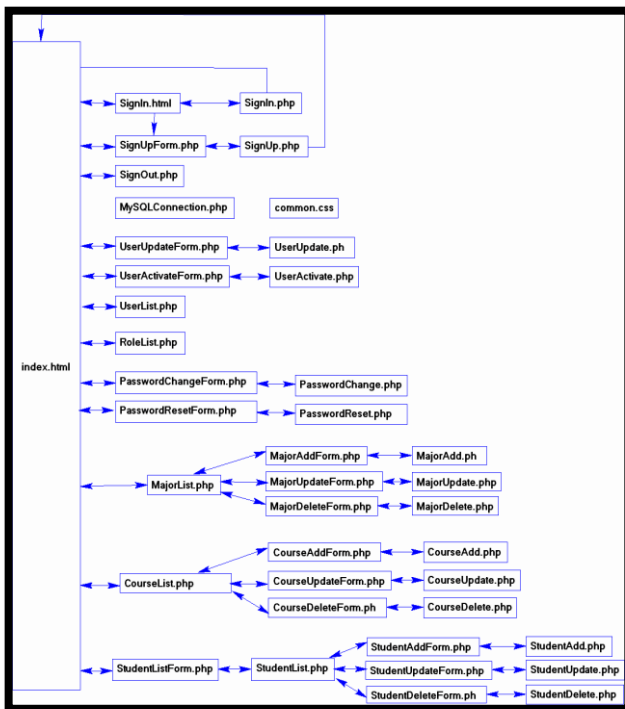 SignIn.html
SignIn.php
SignUpForm.php
SignUp.php
SignOut.php
MySQLConnection.php
common.css
UserUpdateForm.php
UserUpdate.ph
UserActivateForm.php
UserActivate.php
UserList.php
RoleList.php
index.html
PasswordChangeForm.php
PasswordChange.php
PasswordResetForm.php
PasswordReset.php
MajorAddForm.php
MajorAdd.ph
MajorList.php
MajorUpdateForm.php
MajorUpdate.php
MajorDeleteForm.php
MajorDelete.php
CourseAddForm.php
CourseAdd.php
CourseList.php
CourseUpdateForm.php
CourseUpdate.php
CourseDeleteForm.ph
CourseDelete.php
StudentAddForm.php
StudentAdd.php
StudentListForm.php
StudentList.php
StudentUpdateForm.php
StudentUpdate.php
StudentDeleteForm.ph
StudentDelete.php